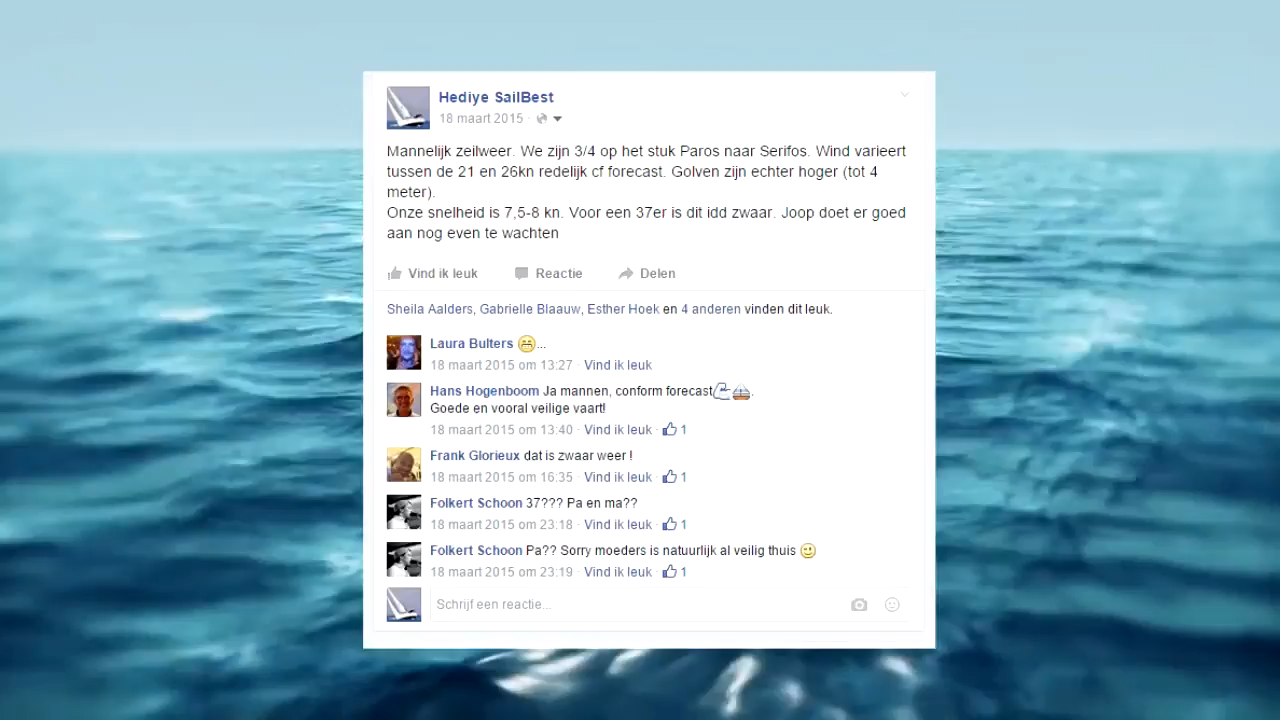 Hediye SailBest
18 maart 2015 ·
Mannelijk zeilweer. We zijn 3/4 op het stuk Paros naar Serifos. Wind varieert
tussen de 21 en 26kn redelijk cf forecast. Golven zijn echter hoger (tot 4
meter).
Onze snelheid is 7,5-8 kn. Voor een 37er is dit idd zwaar. Joop doet er goed
aan nog even te wachten
Vind ik leuk Reactie Delen
Sheila Aalders, Gabrielle Blaauw, Esther Hoek en 4 anderen vinden dit leuk.
Laura Bulters 😁...
18 maart 2015 om 13:27 · Vind ik leuk
Hans Hogenboom Ja mannen, conform forecast💪⛵.
Goede en vooral veilige vaart!
18 maart 2015 om 13:40 · Vind ik leuk · 1
Frank Glorieux dat is zwaar weer !
18 maart 2015 om 16:35 · Vind ik leuk · 1
Folkert Schoon 37??? Pa en ma??
18 maart 2015 om 23:18 · Vind ik leuk · 1
Folkert Schoon Pa?? Sorry moeders is natuurlijk al veilig thuis 😉
18 maart 2015 om 23:19 · Vind ik leuk · 1
Schrijf een reactie...